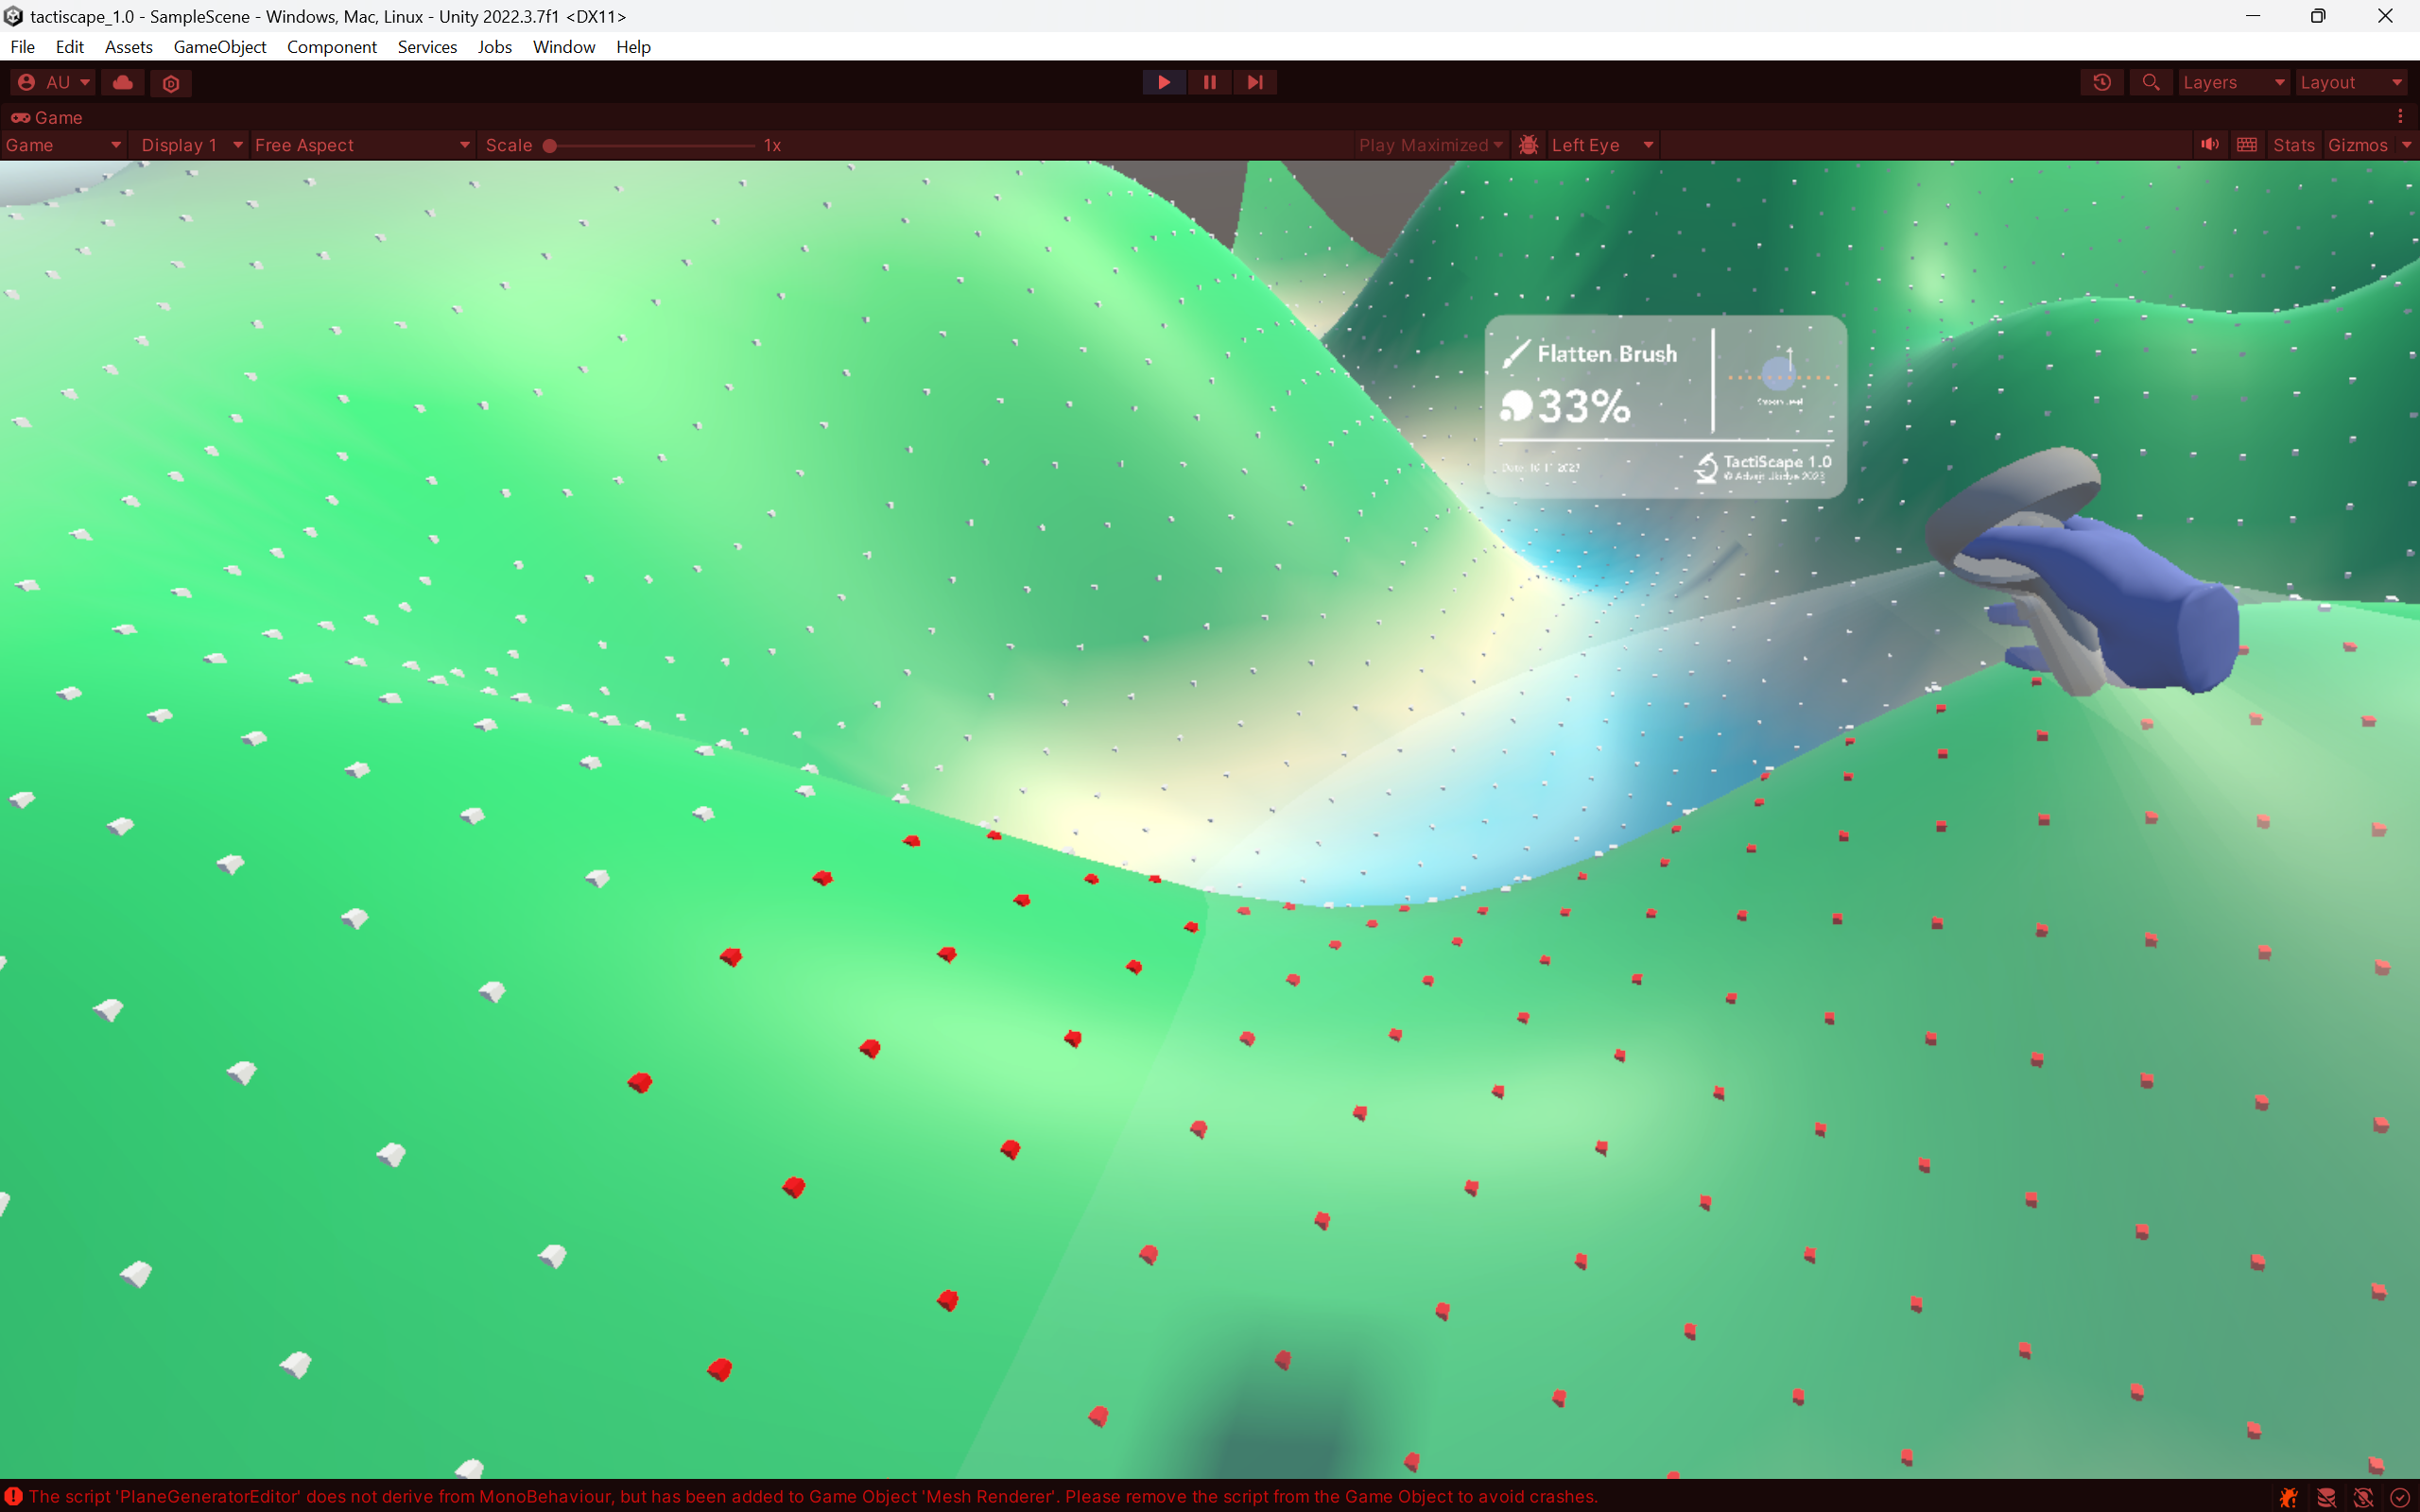 tactiscape_1.0 - SampleScene - Windows, Mac, Linux - Unity 2022.3.7f1 <DX11>
File Edit Assets GameObject Component Services Jobs Window Help
AU Layers Layout
Game
Game Display 1 Free Aspect Scale 1x Play Maximized Left Eye Stats Gizmos
Flatten Brush
33%
TactiScape 1.0
The script 'PlaneGeneratorEditor' does not derive from MonoBehaviour, but has been added to Game Object 'Mesh Renderer'. Please remove the script from the Game Object to avoid crashes.